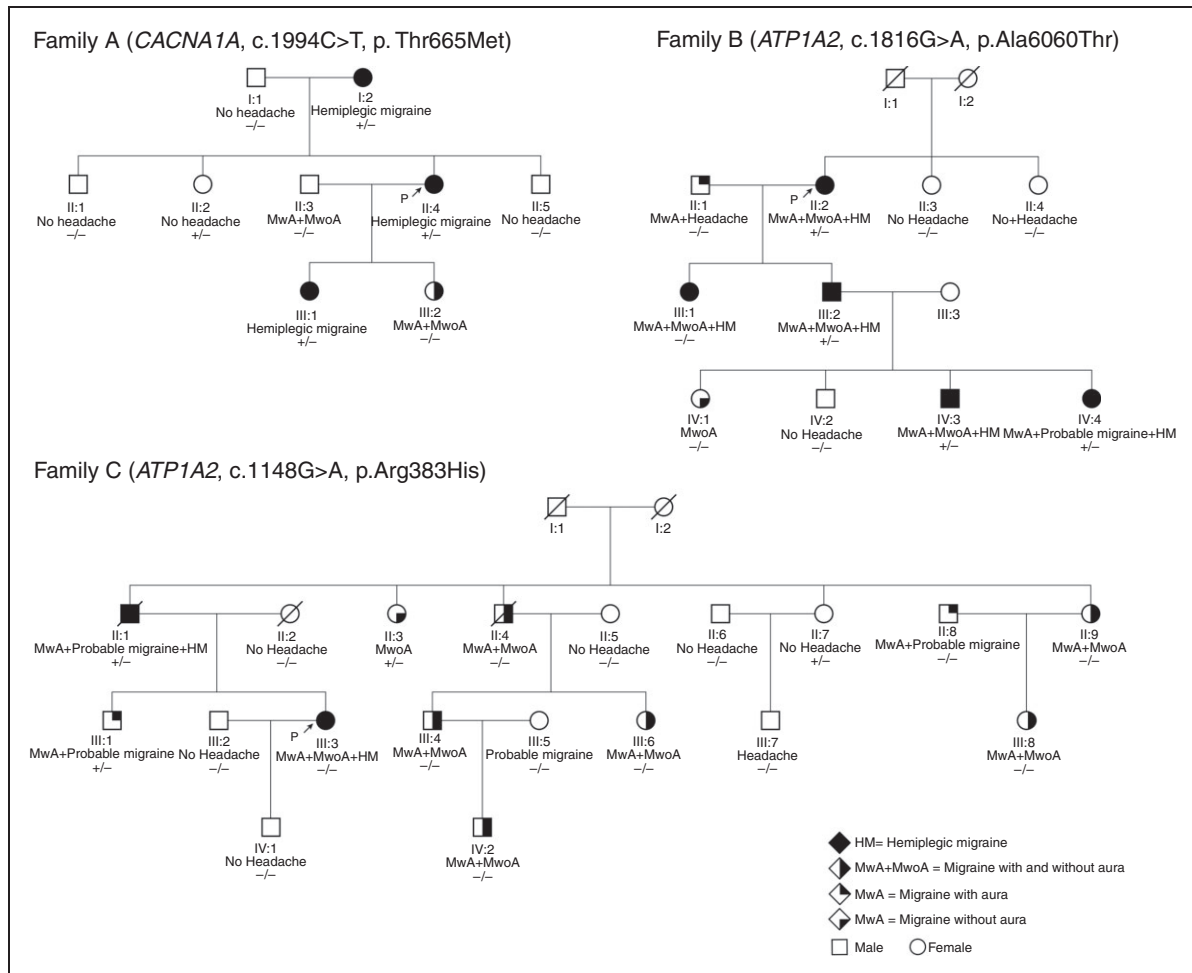 Family A (CACNA1A, c.1994C>T, p. Thr665Met)
I:1
No headache
–/–
I:2
Hemiplegic migraine
+/–
II:1
No headache
–/–
II:2
No headache
+/–
II:3
MwA+MwoA
–/–
P
II:4
Hemiplegic migraine
+/–
II:5
No headache
–/–
III:1
Hemiplegic migraine
+/–
III:2
MwA+MwoA
–/–
Family B (ATP1A2, c.1816G>A, p.Ala6060Thr)
I:1
I:2
II:1
MwA+Headache
–/–
P
II:2
MwA+MwoA+HM
+/–
II:3
No Headache
–/–
II:4
No+Headache
–/–
III:1
MwA+MwoA+HM
–/–
III:2
MwA+MwoA+HM
+/–
III:3
IV:1
MwoA
–/–
IV:2
No Headache
–/–
IV:3
MwA+MwoA+HM
+/–
IV:4
MwA+Probable migraine+HM
+/–
Family C (ATP1A2, c.1148G>A, p.Arg383His)
I:1
I:2
II:1
MwA+Probable migraine+HM
+/–
II:2
No Headache
–/–
II:3
MwoA
+/–
II:4
MwA+MwoA
–/–
II:5
No Headache
–/–
II:6
No Headache
–/–
II:7
No Headache
+/–
II:8
MwA+Probable migraine
–/–
II:9
MwA+MwoA
–/–
III:1
MwA+Probable migraine
+/–
III:2
No Headache
–/–
P
III:3
MwA+MwoA+HM
–/–
III:4
MwA+MwoA
–/–
III:5
Probable migraine
–/–
III:6
MwA+MwoA
–/–
III:7
Headache
–/–
III:8
MwA+MwoA
–/–
IV:1
No Headache
–/–
IV:2
MwA+MwoA
–/–
HM= Hemiplegic migraine
MwA+MwoA = Migraine with and without aura
MwA = Migraine with aura
MwA = Migraine without aura
Male
Female